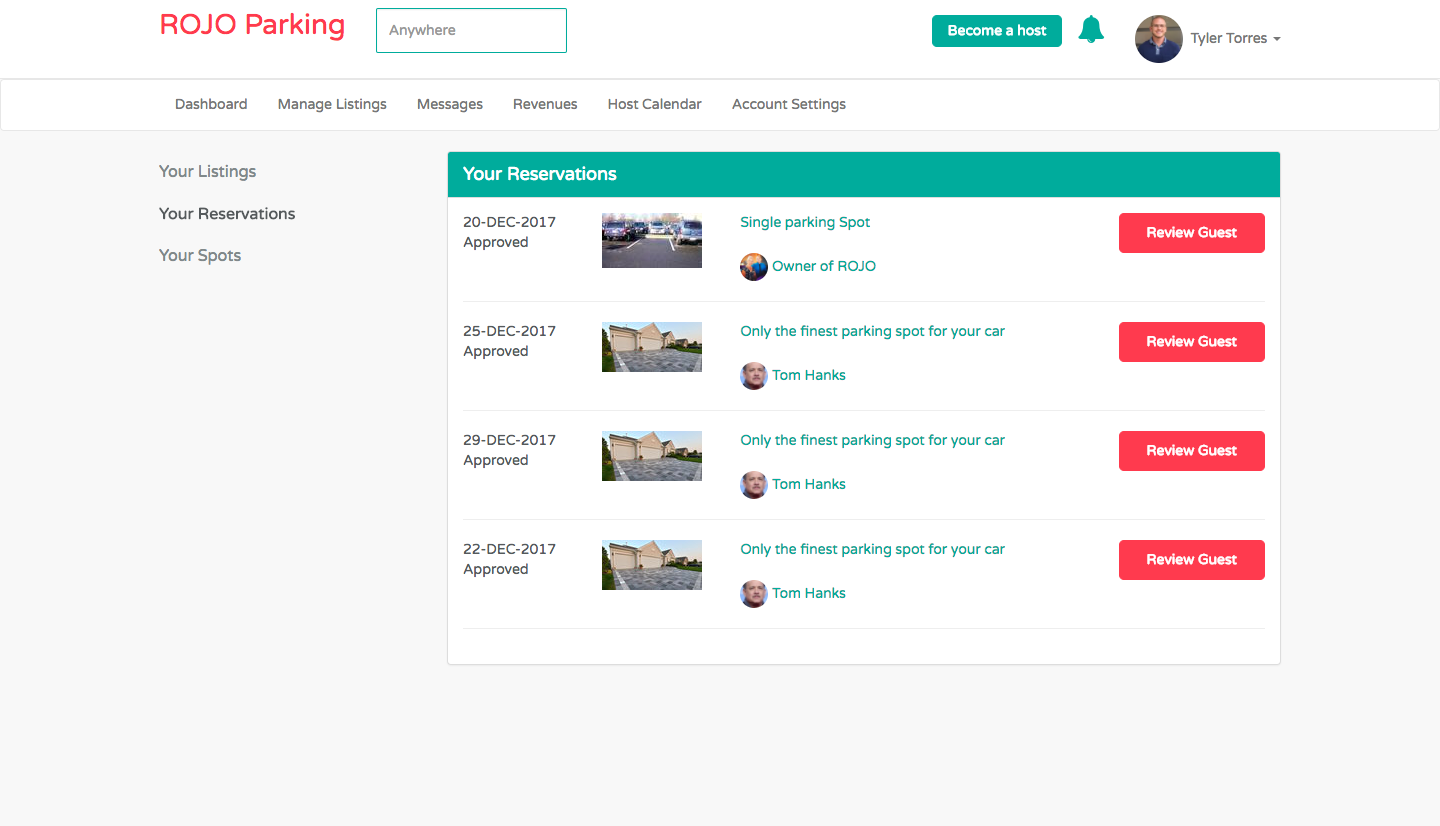 ROJO Parking
Anywhere
Become a host
Tyler Torres
Dashboard
Manage Listings
Messages
Revenues
Host Calendar
Account Settings
Your Listings
Your Reservations
Your Spots
Your Reservations
20-DEC-2017
Approved
Single parking Spot
Owner of ROJO
Review Guest
25-DEC-2017
Approved
Only the finest parking spot for your car
Tom Hanks
Review Guest
29-DEC-2017
Approved
Only the finest parking spot for your car
Tom Hanks
Review Guest
22-DEC-2017
Approved
Only the finest parking spot for your car
Tom Hanks
Review Guest